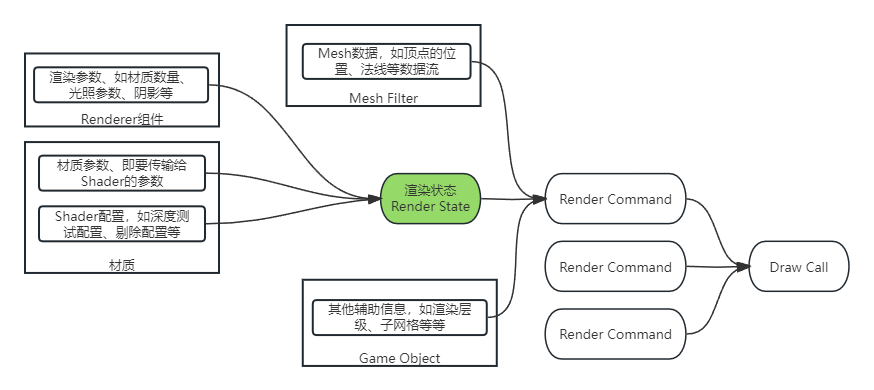 渲染参数、如材质数量、
光照参数、阴影等
Renderer组件
材质参数、即要传输给
Shader的参数
Shader配置，如深度测
试配置、剔除配置等
材质
Mesh数据，如顶点的位
置、法线等数据流
Mesh Filter
渲染状态
Render State
其他辅助信息，如渲染层
级、子网格等等
Game Object
Render Command
Render Command
Render Command
Draw Call